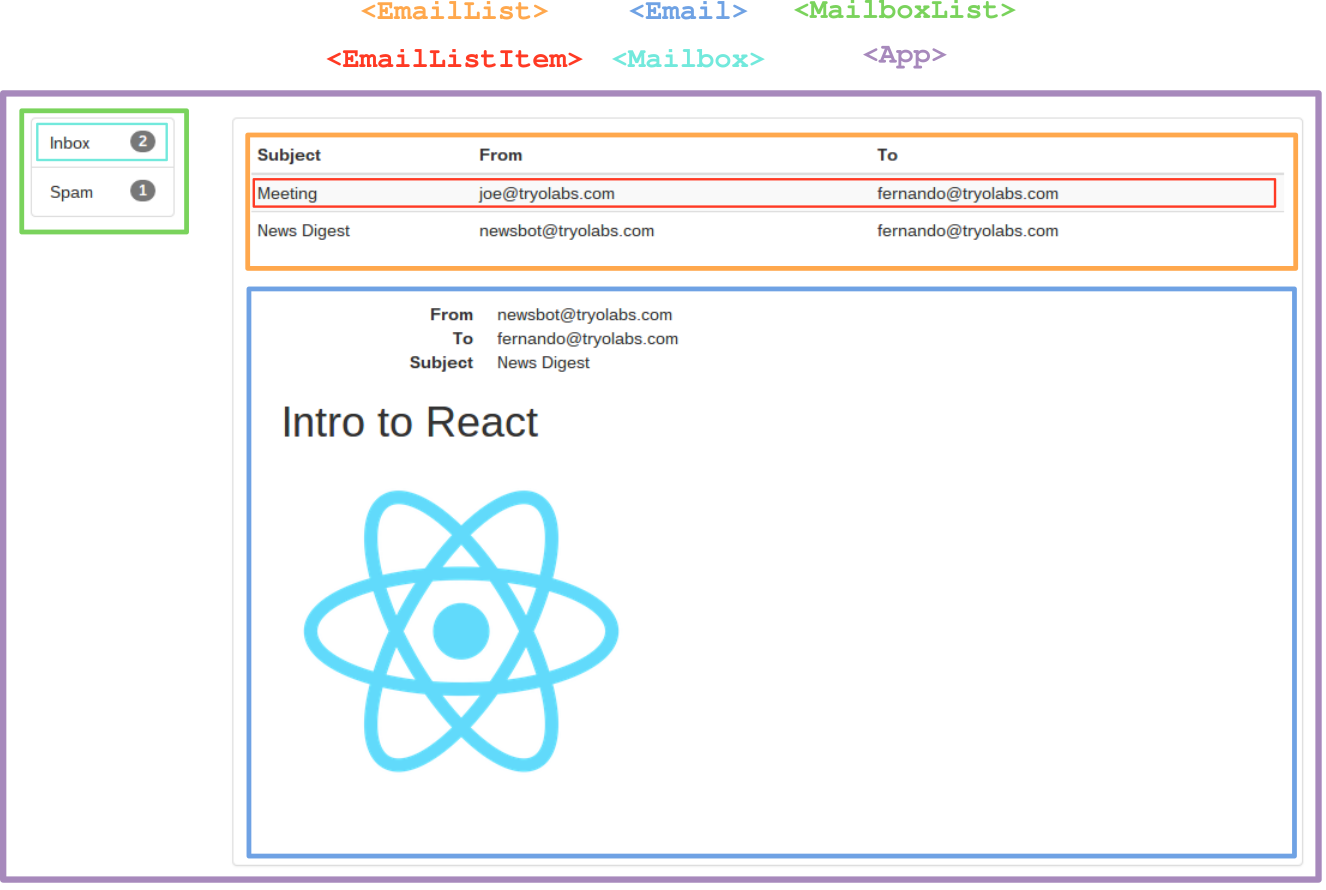 <EmailList> <Email> <MailboxList>
<EmailListItem> <Mailbox> <App>
Inbox 2
Spam 1
Subject From To
Meeting joe@tryolabs.com fernando@tryolabs.com
News Digest newsbot@tryolabs.com fernando@tryolabs.com
From newsbot@tryolabs.com
To fernando@tryolabs.com
Subject News Digest
Intro to React